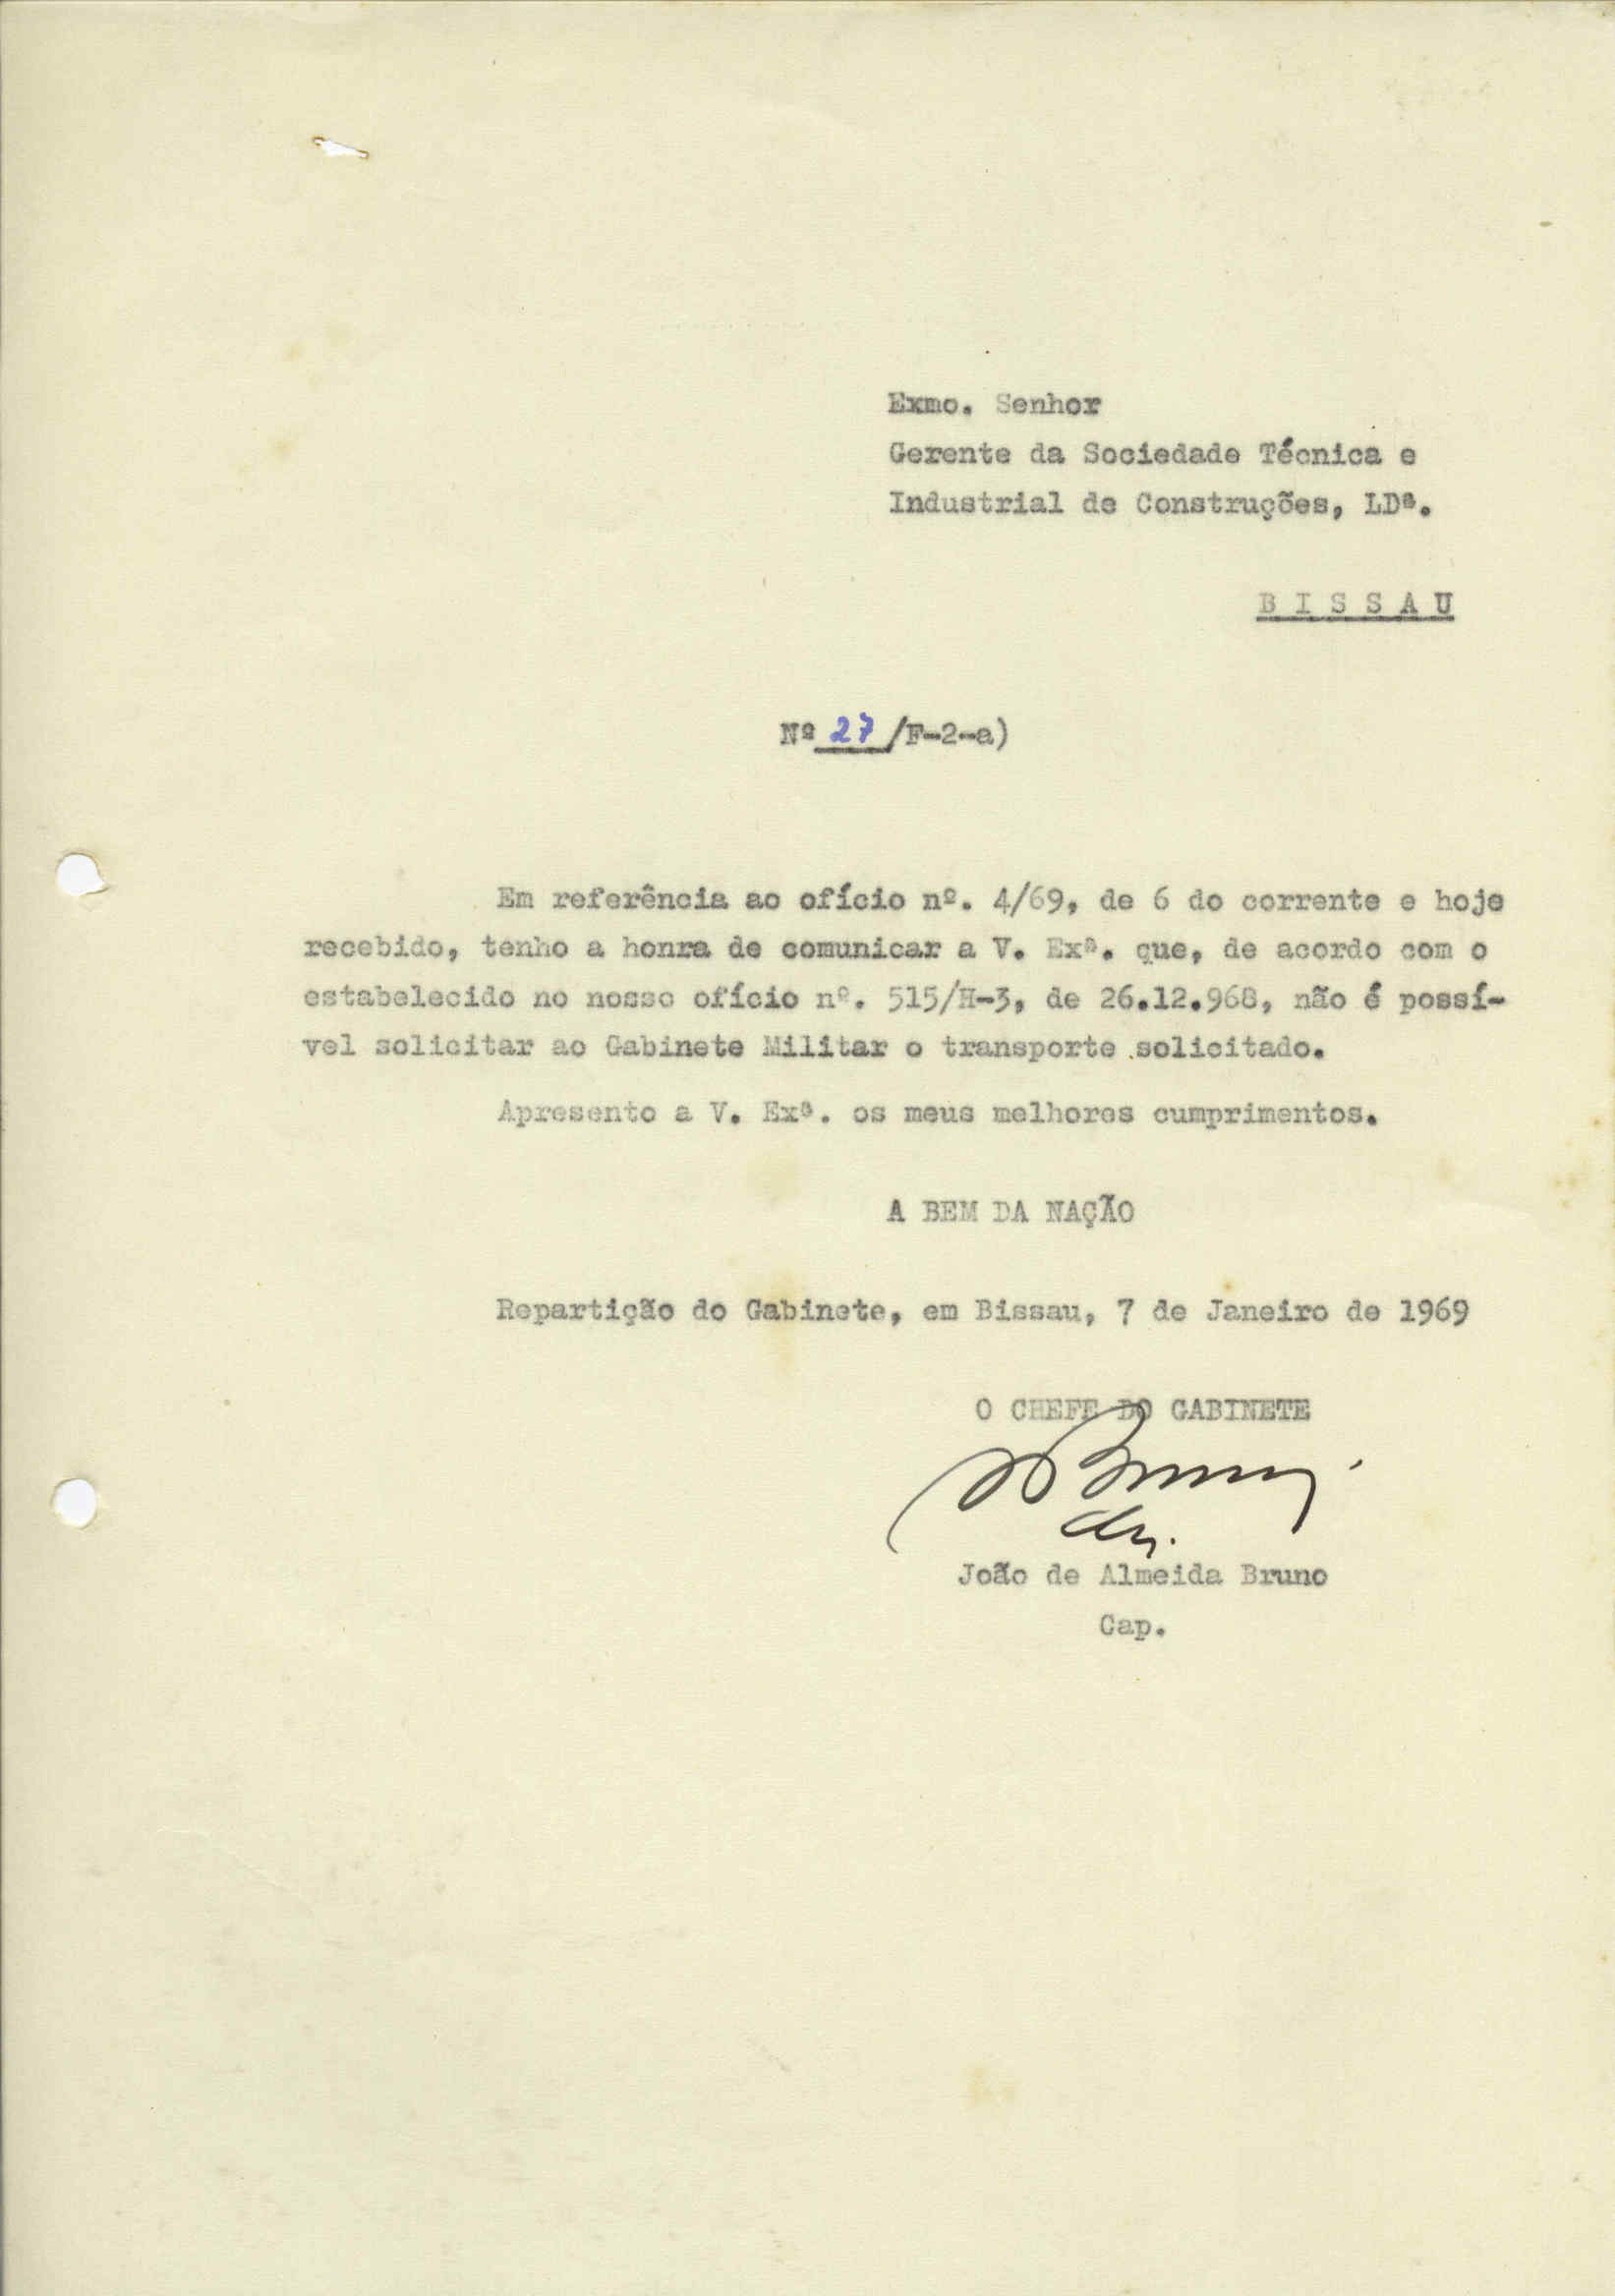 Exmo. Senhor
Gerente da Sociedade Técnica e
Industrial de Construções, LDª.
B I S S A U
Nº 27 /F-2-a)
Em referência ao ofício nº. 4/69, de 6 do corrente e hoje
recebido, tenho a honra de comunicar a V. Exª. que, de acordo com o
estabelecido no nosso ofício nº. 515/H-3, de 26.12.968, não é possí-
vel solicitar ao Gabinete Militar o transporte solicitado.
Apresento a V. Exª. os meus melhores cumprimentos.
A BEM DA NAÇÃO
Repartição do Gabinete, em Bissau, 7 de Janeiro de 1969
O CHEFE DO GABINETE
João de Almeida Bruno
Cap.